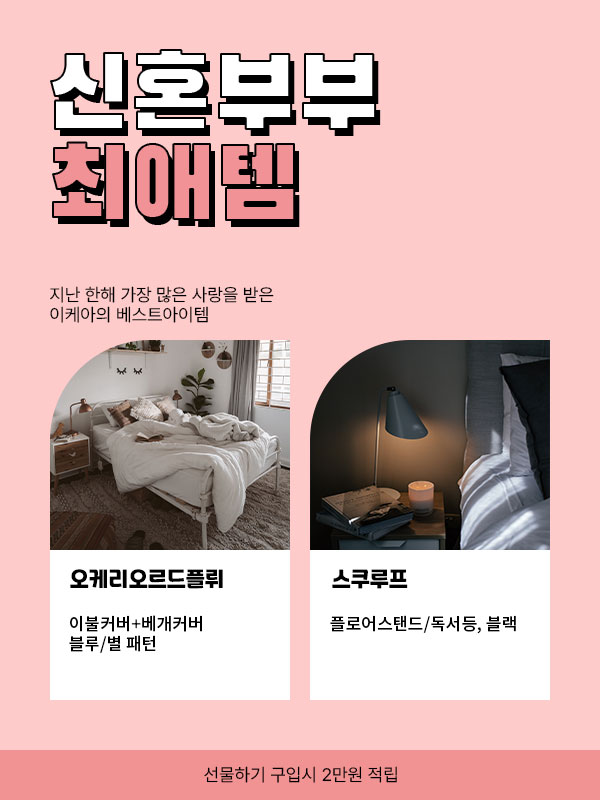 신혼부부
최애템
지난 한해 가장 많은 사랑을 받은
이케아의 베스트아이템
오케리오르드플뤼
이불커버+베개커버
블루/별 패턴
스쿠루프
플로어스탠드/독서등, 블랙
선물하기 구입시 2만원 적립